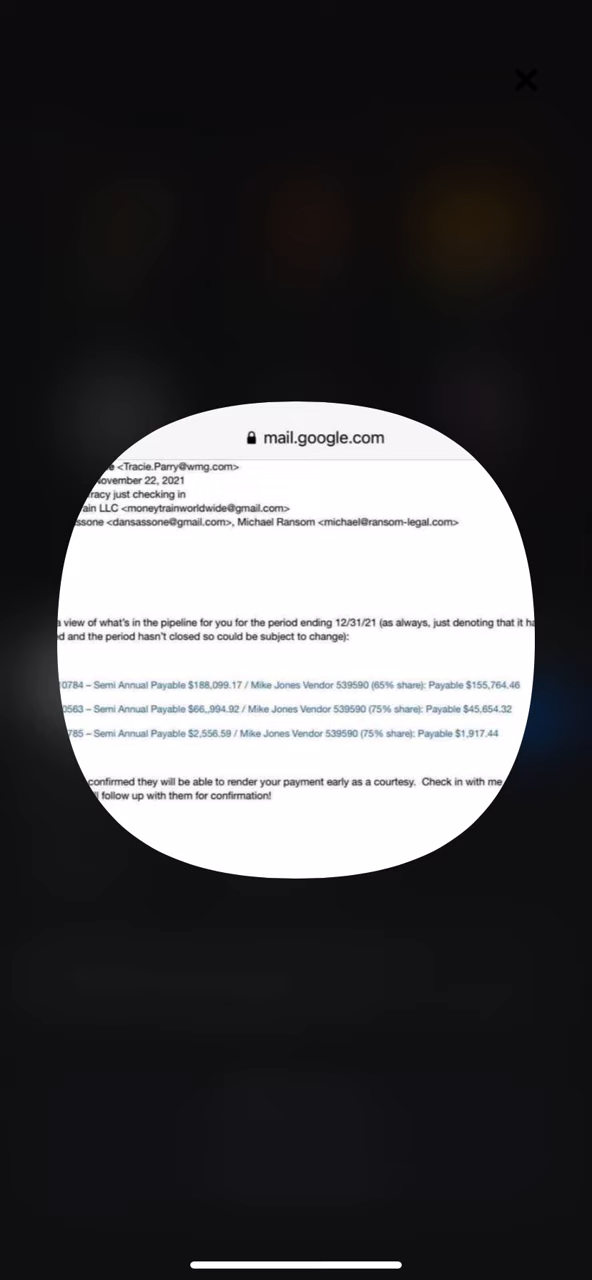 mail.google.com
<Tracie.Parry@wmg.com>
November 22, 2021
racy just checking in
ain LLC <moneytrainworldwide@gmail.com>
ssone <dansassone@gmail.com>, Michael Ransom <michael@ransom-legal.com>
a view of what's in the pipeline for you for the period ending 12/31/21 (as always, just denoting that it ha
d and the period hasn't closed so could be subject to change):
0784 – Semi Annual Payable $188,099.17 / Mike Jones Vendor 539590 (65% share): Payable $155,764.46
0563 – Semi Annual Payable $66,,994.92 / Mike Jones Vendor 539590 (75% share): Payable $45,654.32
785 – Semi Annual Payable $2,556.59 / Mike Jones Vendor 539590 (75% share): Payable $1,917.44
confirmed they will be able to render your payment early as a courtesy. Check in with me
follow up with them for confirmation!